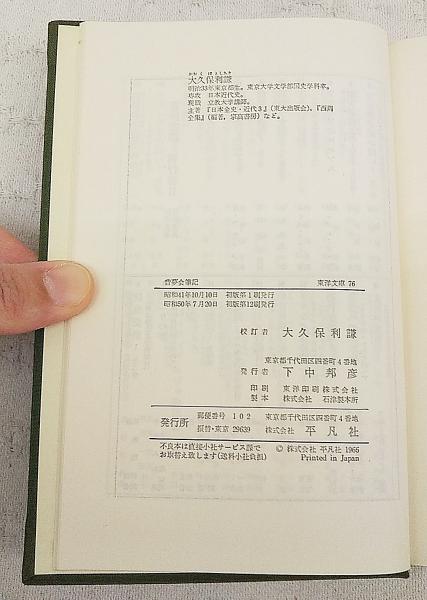 大久保利謙
明治33年東京都生。東京大学文学部国史学科卒。
専攻 日本近代史。
現職 立教大学講師。
主著 『日本全史・近代3』(東大出版会)、『西周
全集』(編著、宗高書房)など。
昔夢会筆記 東洋文庫 76
昭和41年10月10日 初版第1刷発行
昭和50年7月20日 初版第12刷発行
校訂者 大久保利謙
東京都千代田区四番町4番地
発行者 下中邦彦
印刷 東洋印刷株式会社
製本 株式会社 石津製本所
発行所 郵便番号 102 東京都千代田区四番町4番地
振替・東京 29639 株式会社 平凡社
不良本は直接小社サービス課で
お取替え致します(送料小社負担)
© 株式会社 平凡社 1966
Printed in Japan